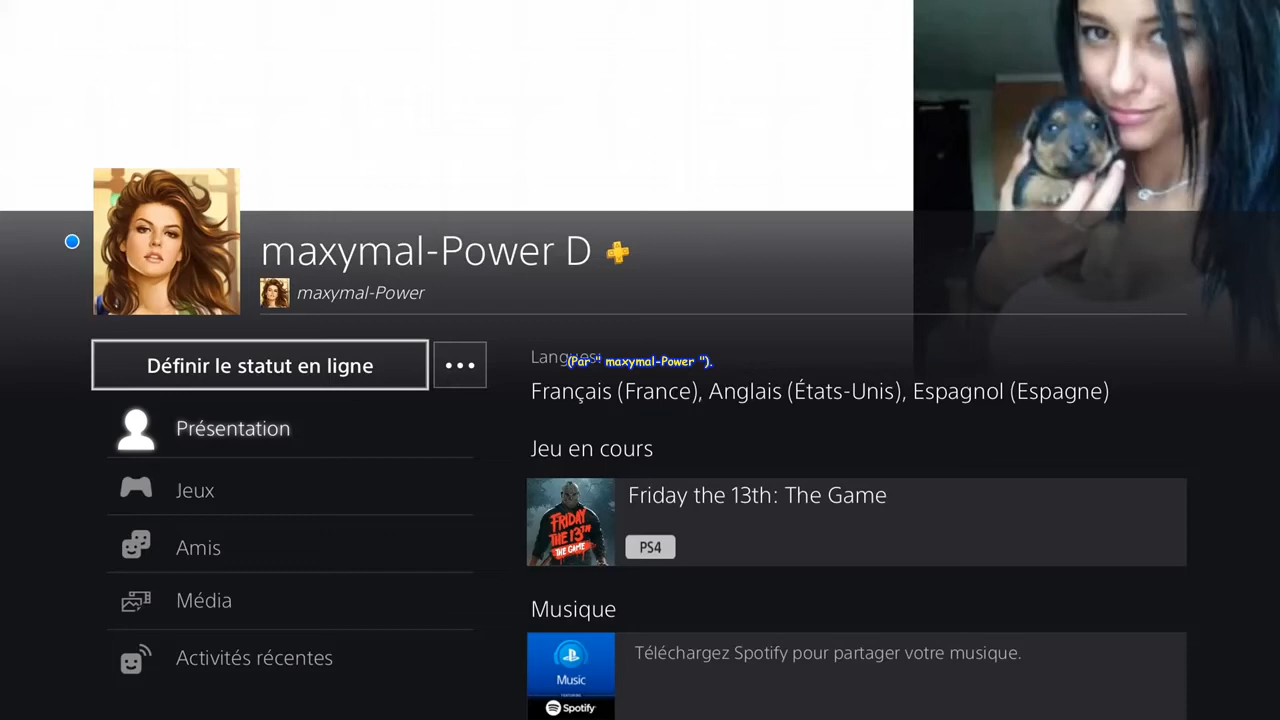 maxymal-Power D
maxymal-Power
Définir le statut en ligne
Langues
(Par " maxymal-Power ").
Français (France), Anglais (États-Unis), Espagnol (Espagne)
Présentation
Jeu en cours
Jeux
Friday the 13th: The Game
FRIDAY
THE 13TH
THE GAME
PS4
Amis
Média
Musique
Activités récentes
Téléchargez Spotify pour partager votre musique.
Music
Spotify